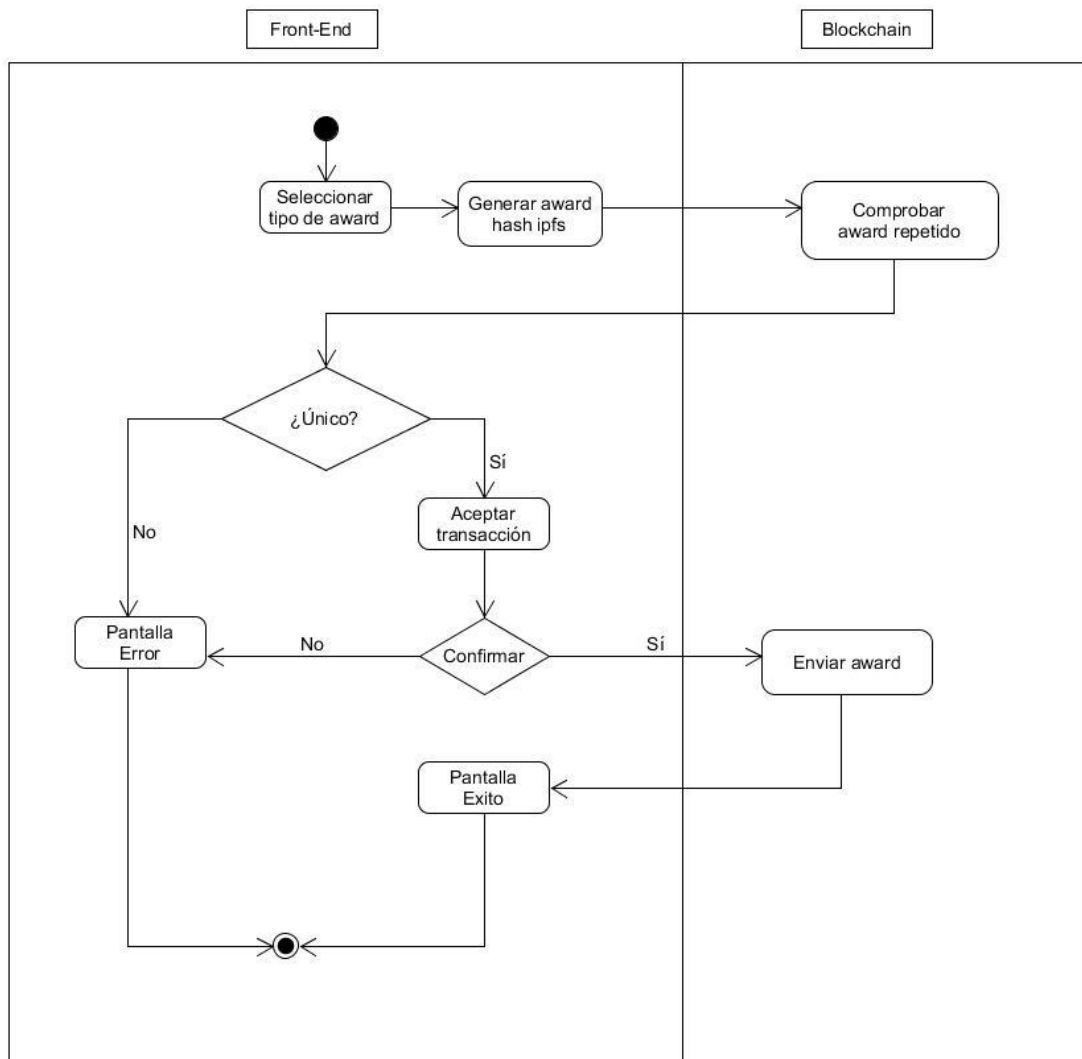 Front-End
Blockchain
Seleccionar
tipo de award
Generar award
hash ipfs
Comprobar
award repetido
¿Único?
Sí
No
Aceptar
transacción
Pantalla
Error
No
Confirmar
Sí
Enviar award
Pantalla
Exito